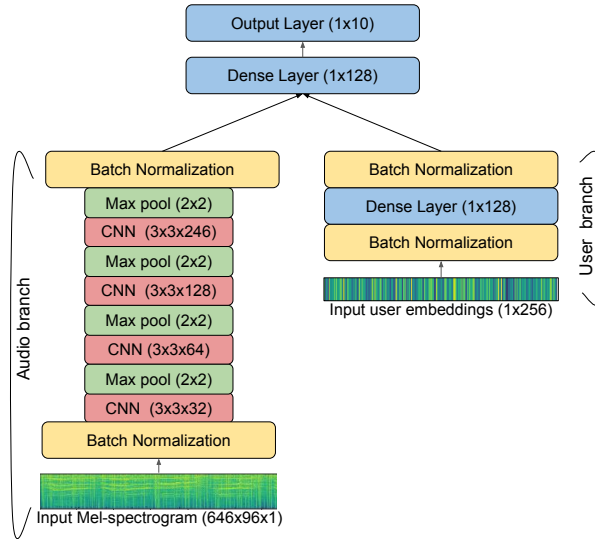 Output Layer (1x10)
Dense Layer (1x128)
Batch Normalization
Max pool (2x2)
CNN (3x3x246)
Max pool (2x2)
CNN (3x3x128)
Max pool (2x2)
CNN (3x3x64)
Max pool (2x2)
CNN (3x3x32)
Batch Normalization
Input Mel-spectrogram (646x96x1)
Audio branch
Batch Normalization
Dense Layer (1x128)
Batch Normalization
Input user embeddings (1x256)
User branch